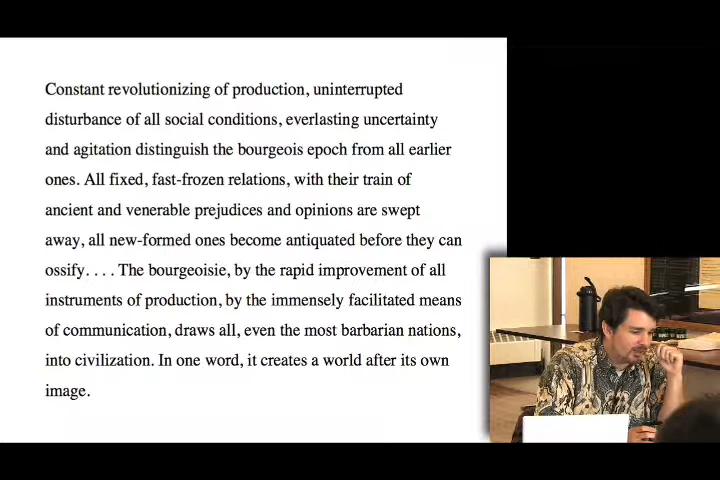 Constant revolutionizing of production, uninterrupted
disturbance of all social conditions, everlasting uncertainty
and agitation distinguish the bourgeois epoch from all earlier
ones. All fixed, fast-frozen relations, with their train of
ancient and venerable prejudices and opinions are swept
away, all new-formed ones become antiquated before they can
ossify. . . . The bourgeoisie, by the rapid improvement of all
instruments of production, by the immensely facilitated means
of communication, draws all, even the most barbarian nations,
into civilization. In one word, it creates a world after its own
image.